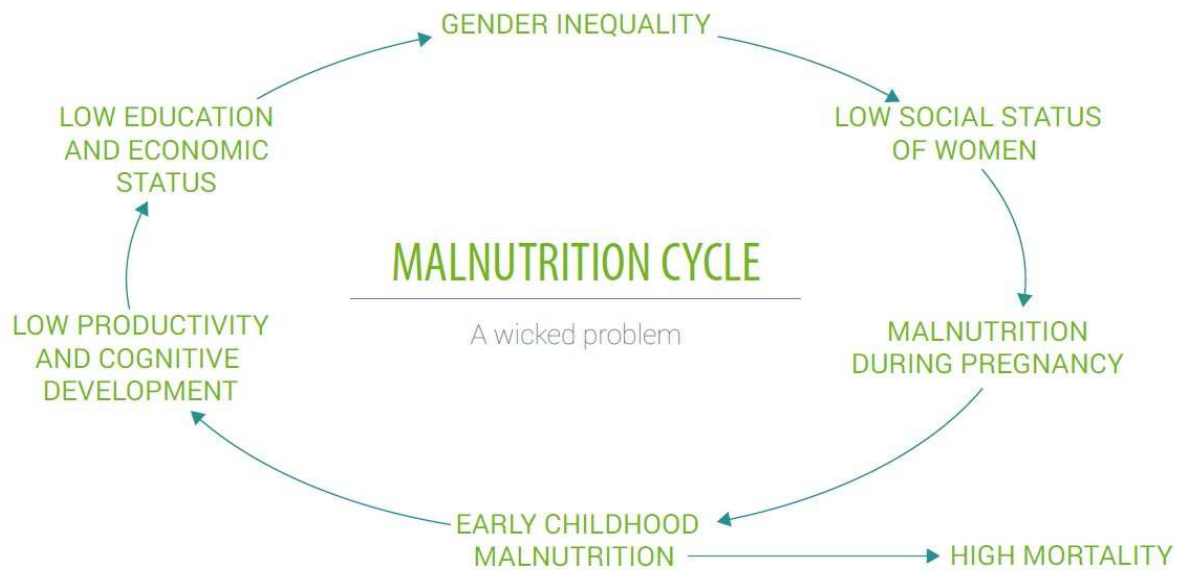 GENDER INEQUALITY
LOW SOCIAL STATUS
OF WOMEN
MALNUTRITION
DURING PREGNANCY
EARLY CHILDHOOD
MALNUTRITION
HIGH MORTALITY
LOW PRODUCTIVITY
AND COGNITIVE
DEVELOPMENT
LOW EDUCATION
AND ECONOMIC
STATUS
MALNUTRITION CYCLE
A wicked problem